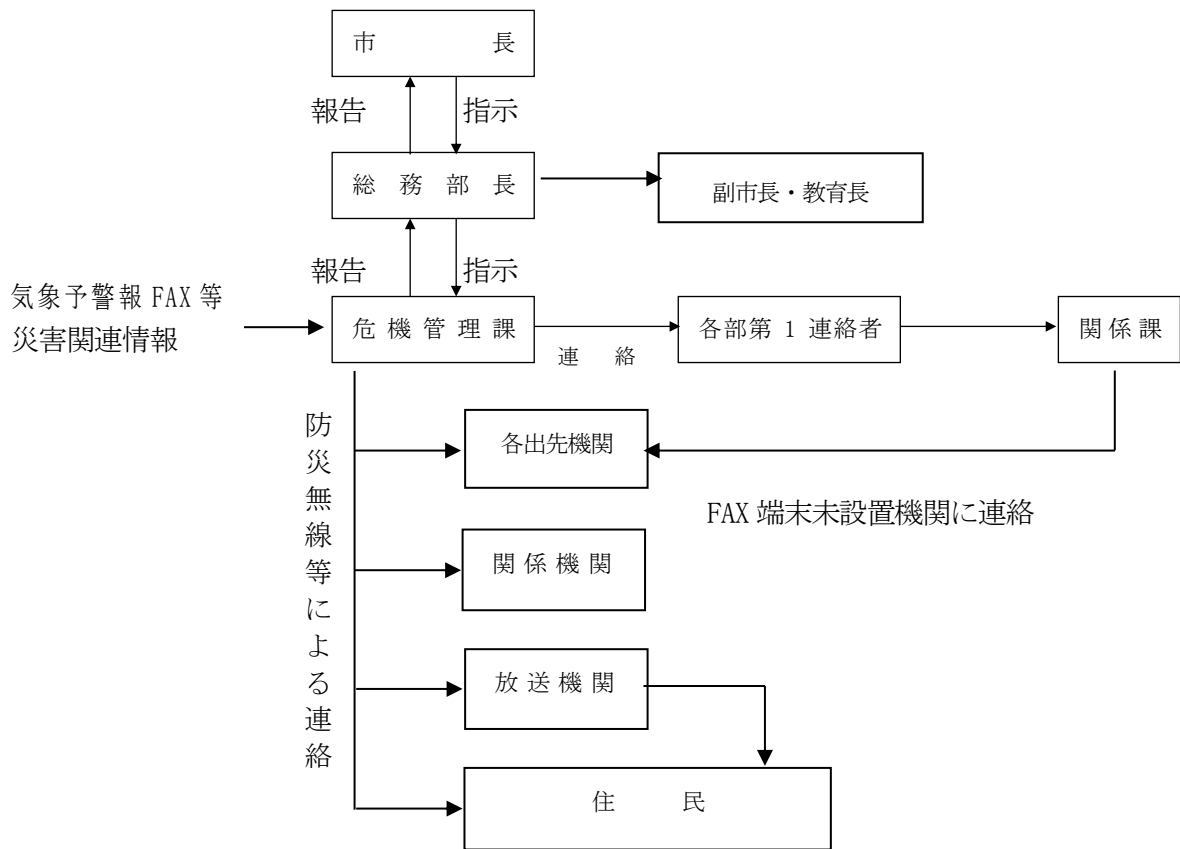 市長
報告
指示
総務部長
副市長・教育長
報告
指示
気象予警報 FAX 等
災害関連情報
危機管理課
連絡
各部第 1 連絡者
関係課
防災無線等による連絡
各出先機関
FAX 端末未設置機関に連絡
関係機関
放送機関
住民